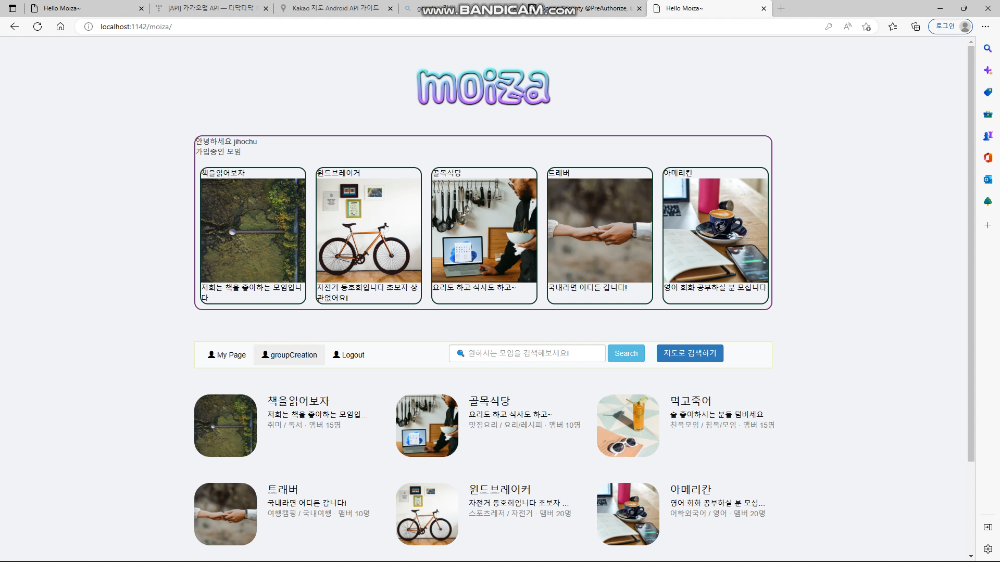 Hello Moiza~
[API] 카카오맵 API — 타닥타닥 I
Kakao 지도 Android API 가이드
Spring Security @PreAuthorize,
Hello Moiza~
www.BANDICAM.com
localhost:1142/moiza/
로그인
moiza
안녕하세요 jihochu
가입중인 모임
책을읽어보자
윈드브레이커
골목식당
트래버
아메리칸
저희는 책을 좋아하는 모임입니
다
자전거 동호회입니다 초보자 상
관없어요!
요리도 하고 식사도 하고~
국내라면 어디든 갑니다!
영어 회화 공부하실 분 모십니다
My Page
groupCreation
Logout
원하시는 모임을 검색해보세요!
Search
지도로 검색하기
책을읽어보자
저희는 책을 좋아하는 모임입...
취미 / 독서 · 맴버 15명
골목식당
요리도 하고 식사도 하고~
맛집요리 / 요리/레시피 · 맴버 10명
먹고죽어
술 좋아하시는 분들 덤비세요
친목모임 / 침목/모임 · 맴버 15명
트래버
국내라면 어디든 갑니다!
여행캠핑 / 국내여행 · 맴버 10명
윈드브레이커
자전거 동호회입니다 초보자 ...
스포츠레저 / 자전거 · 맴버 20명
아메리칸
영어 회화 공부하실 분 모십...
어학외국어 / 영어 · 맴버 20명